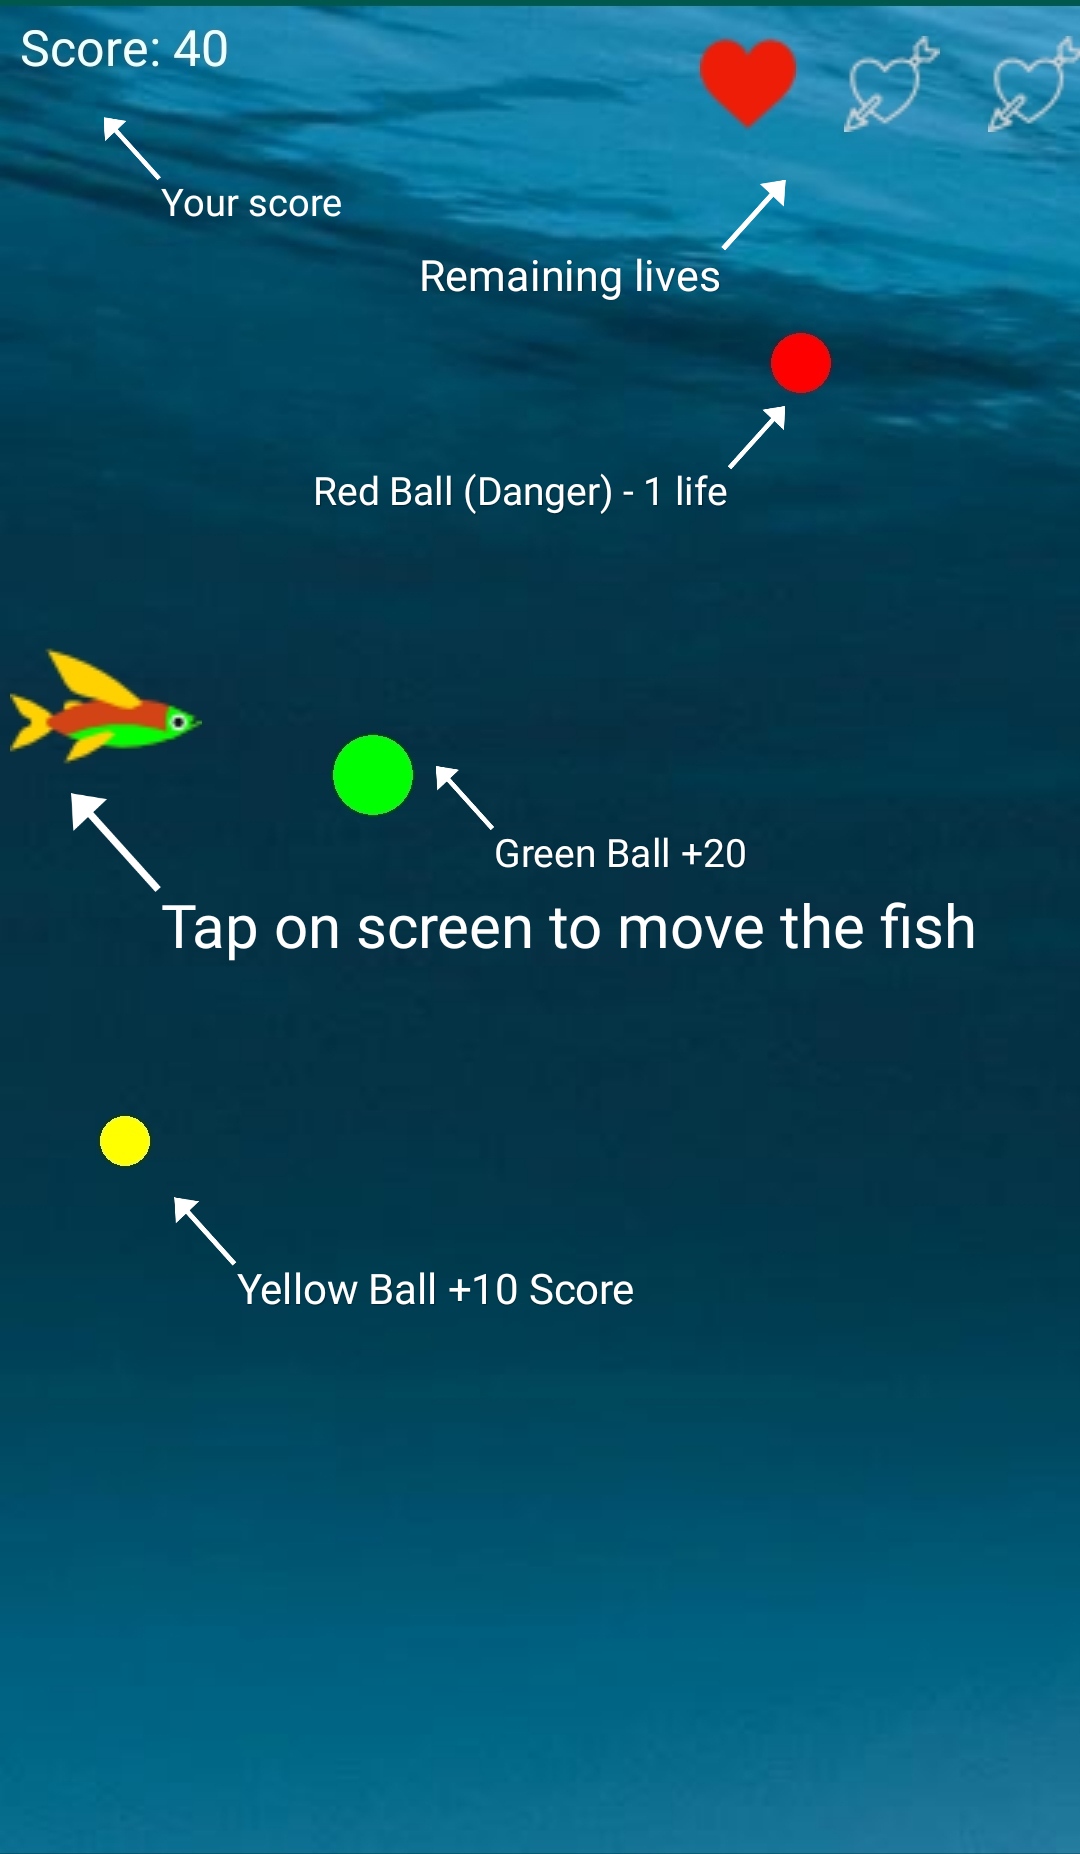 Score: 40
Your score
Remaining lives
Red Ball (Danger) - 1 life
Green Ball +20
Tap on screen to move the fish
Yellow Ball +10 Score